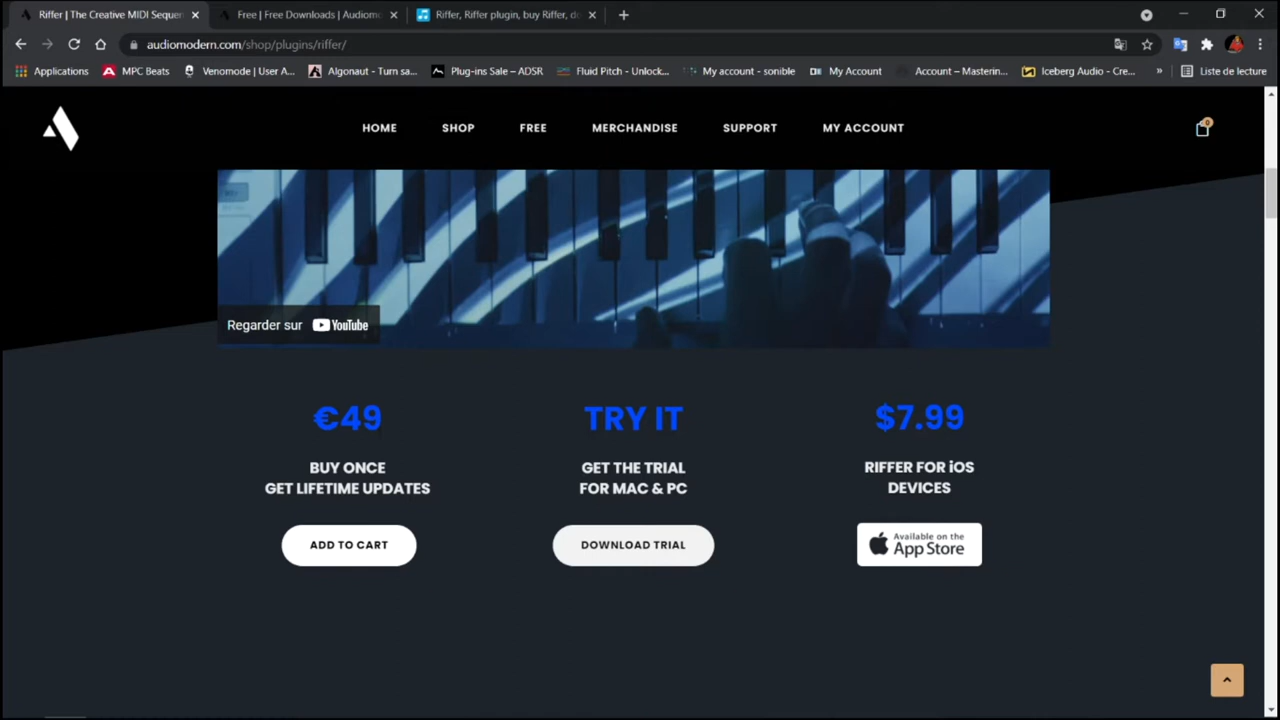 Riffer | The Creative MIDI Sequen
Free | Free Downloads | Audiomo
Riffer, Riffer plugin, buy Riffer, do
audiomodern.com/shop/plugins/riffer/
Applications
MPC Beats
Venomode | User A...
Algonaut - Turn sa...
Plug-ins Sale – ADSR
Fluid Pitch - Unlock...
My account - sonible
My Account
Account – Masterin...
Iceberg Audio - Cre...
»
Liste de lecture
HOME
SHOP
FREE
MERCHANDISE
SUPPORT
MY ACCOUNT
0
Regarder sur YouTube
€49
BUY ONCE
GET LIFETIME UPDATES
ADD TO CART
TRY IT
GET THE TRIAL
FOR MAC & PC
DOWNLOAD TRIAL
$7.99
RIFFER FOR iOS
DEVICES
Available on the
App Store